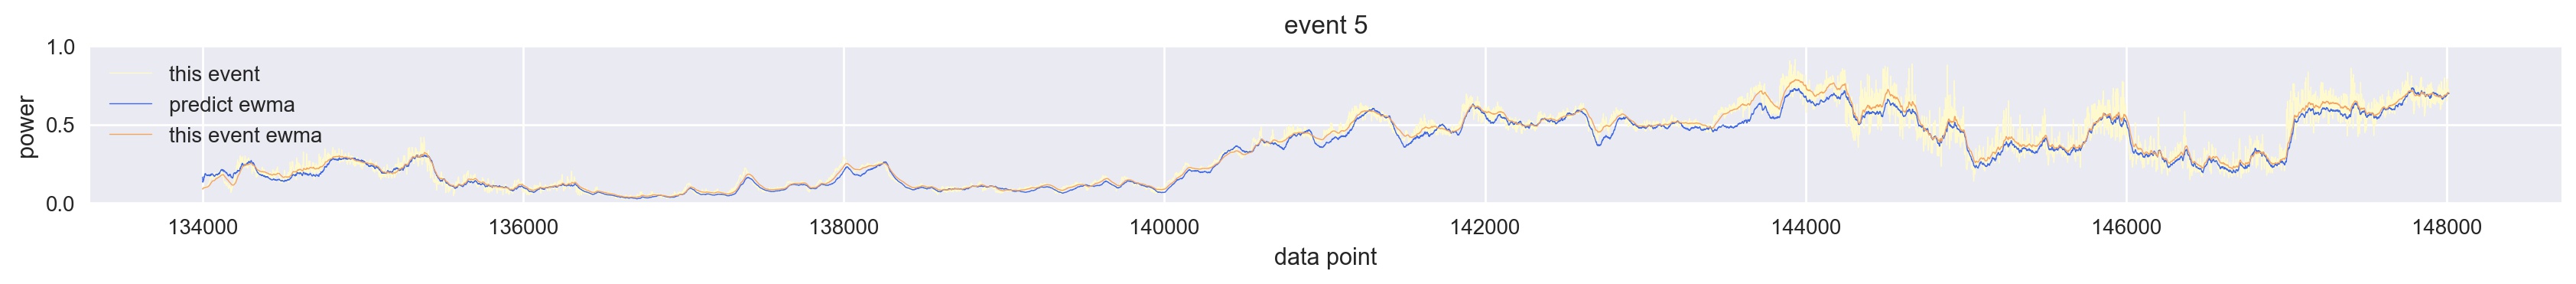 event 5
1.0
0.5
0.0
power
this event
predict ewma
this event ewma
134000 136000 138000 140000 142000 144000 146000 148000
data point